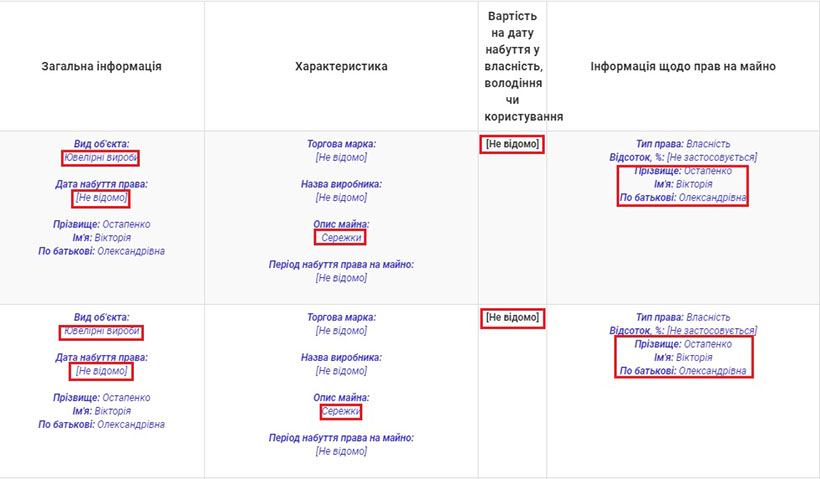 Загальна інформація
Характеристика
Вартість
на дату
набуття у
власність,
володіння
чи
користування
Інформація щодо прав на майно
Вид об'єкта:
Ювелірні вироби
Дата набуття права:
[Не відомо]
Прізвище: Остапенко
Ім'я: Вікторія
По батькові: Олександрівна
Торгова марка:
[Не відомо]
Назва виробника:
[Не відомо]
Опис майна:
Сережки
Період набуття права на майно:
[Не відомо]
[Не відомо]
Тип права: Власність
Відсоток, %: [Не застосовується]
Прізвище: Остапенко
Ім'я: Вікторія
По батькові: Олександрівна
Вид об'єкта:
Ювелірні вироби
Дата набуття права:
[Не відомо]
Прізвище: Остапенко
Ім'я: Вікторія
По батькові: Олександрівна
Торгова марка:
[Не відомо]
Назва виробника:
[Не відомо]
Опис майна:
Сережки
Період набуття права на майно:
[Не відомо]
[Не відомо]
Тип права: Власність
Відсоток, %: [Не застосовується]
Прізвище: Остапенко
Ім'я: Вікторія
По батькові: Олександрівна